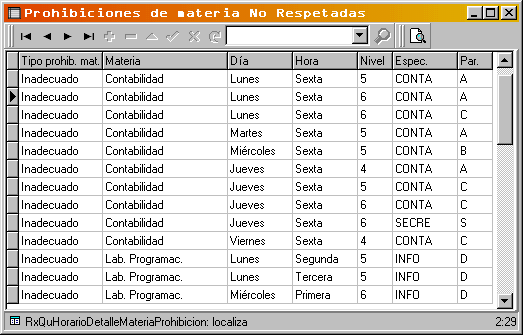 Prohibiciones de materia No Respetadas
Tipo prohib. mat. Materia Día Hora Nivel Espec. Par.
Inadecuado Contabilidad Lunes Sexta 5 CONTA A
Inadecuado Contabilidad Lunes Sexta 6 CONTA A
Inadecuado Contabilidad Lunes Sexta 6 CONTA C
Inadecuado Contabilidad Martes Sexta 5 CONTA A
Inadecuado Contabilidad Miércoles Sexta 5 CONTA B
Inadecuado Contabilidad Jueves Sexta 4 CONTA A
Inadecuado Contabilidad Jueves Sexta 5 CONTA C
Inadecuado Contabilidad Jueves Sexta 6 CONTA C
Inadecuado Contabilidad Jueves Sexta 6 SECRE S
Inadecuado Contabilidad Viernes Sexta 4 CONTA C
Inadecuado Lab. Programac. Lunes Segunda 5 INFO D
Inadecuado Lab. Programac. Lunes Tercera 5 INFO D
Inadecuado Lab. Programac. Miércoles Primera 6 INFO D
RxQuHorarioDetalleMateriaProhibicion: localiza 2:29